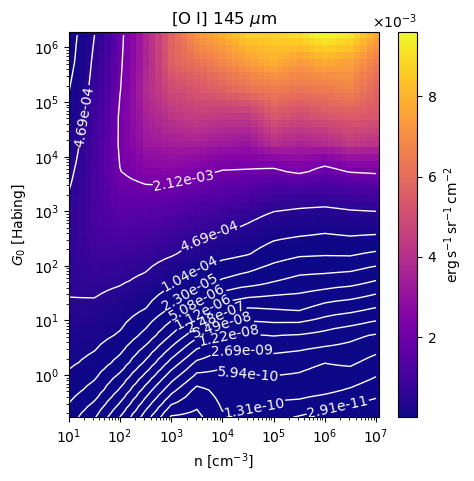 [O I] 145 μm
×10⁻³
10⁶
10⁵
10⁴
10³
10²
10¹
10⁰
G₀ [Habing]
4.69e-04
2.12e-03
4.69e-04
1.04e-04
2.30e-05
5.08e-06
1.12e-06
5.49e-08
1.22e-08
2.69e-09
5.94e-10
1.31e-10
2.91e-11
10¹ 10² 10³ 10⁴ 10⁵ 10⁶ 10⁷
n [cm⁻³]
8
6
4
2
erg s⁻¹ sr⁻¹ cm⁻²